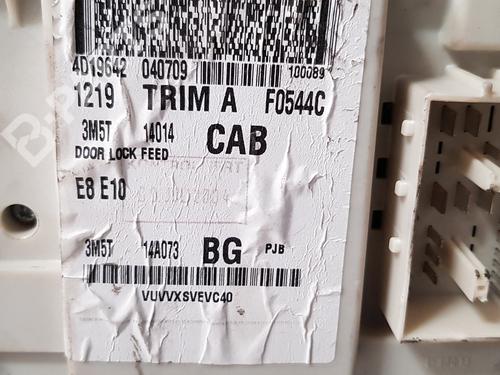 4D19642 040709 100089
1219 TRIM A F0544C
3M5T 14014 CAB
DOOR LOCK FEED
E8 E10
3M5T 14A073 BG PJB
VUVVXSVEVC40